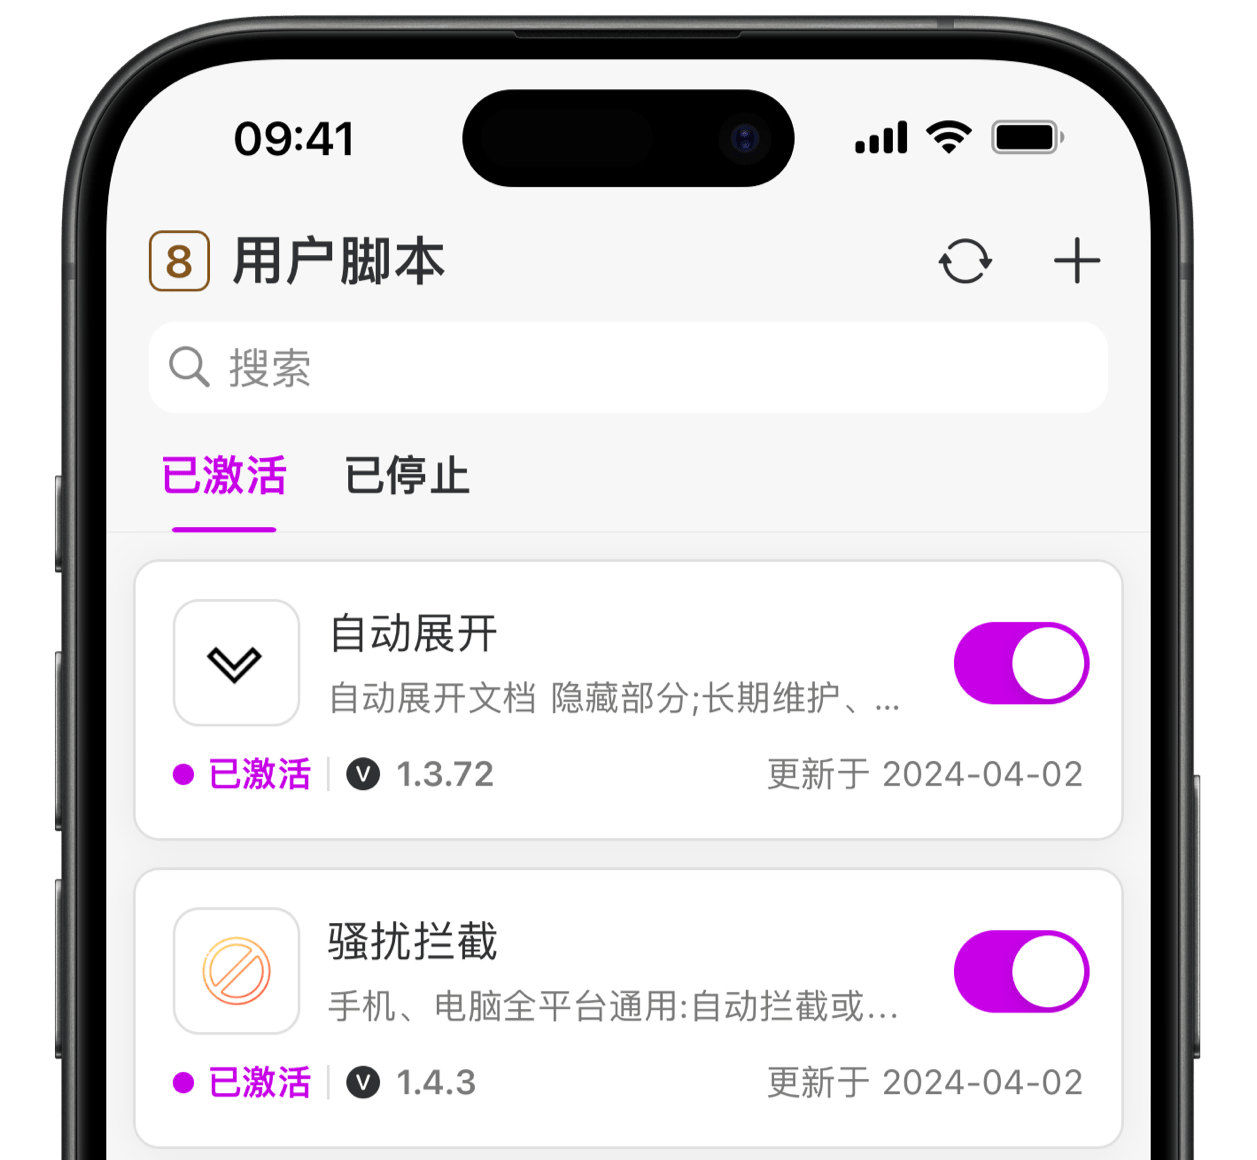 09:41
8 用户脚本
搜索
已激活 已停止
自动展开
自动展开文档 隐藏部分;长期维护、...
已激活 V 1.3.72 更新于 2024-04-02
骚扰拦截
手机、电脑全平台通用:自动拦截或...
已激活 V 1.4.3 更新于 2024-04-02